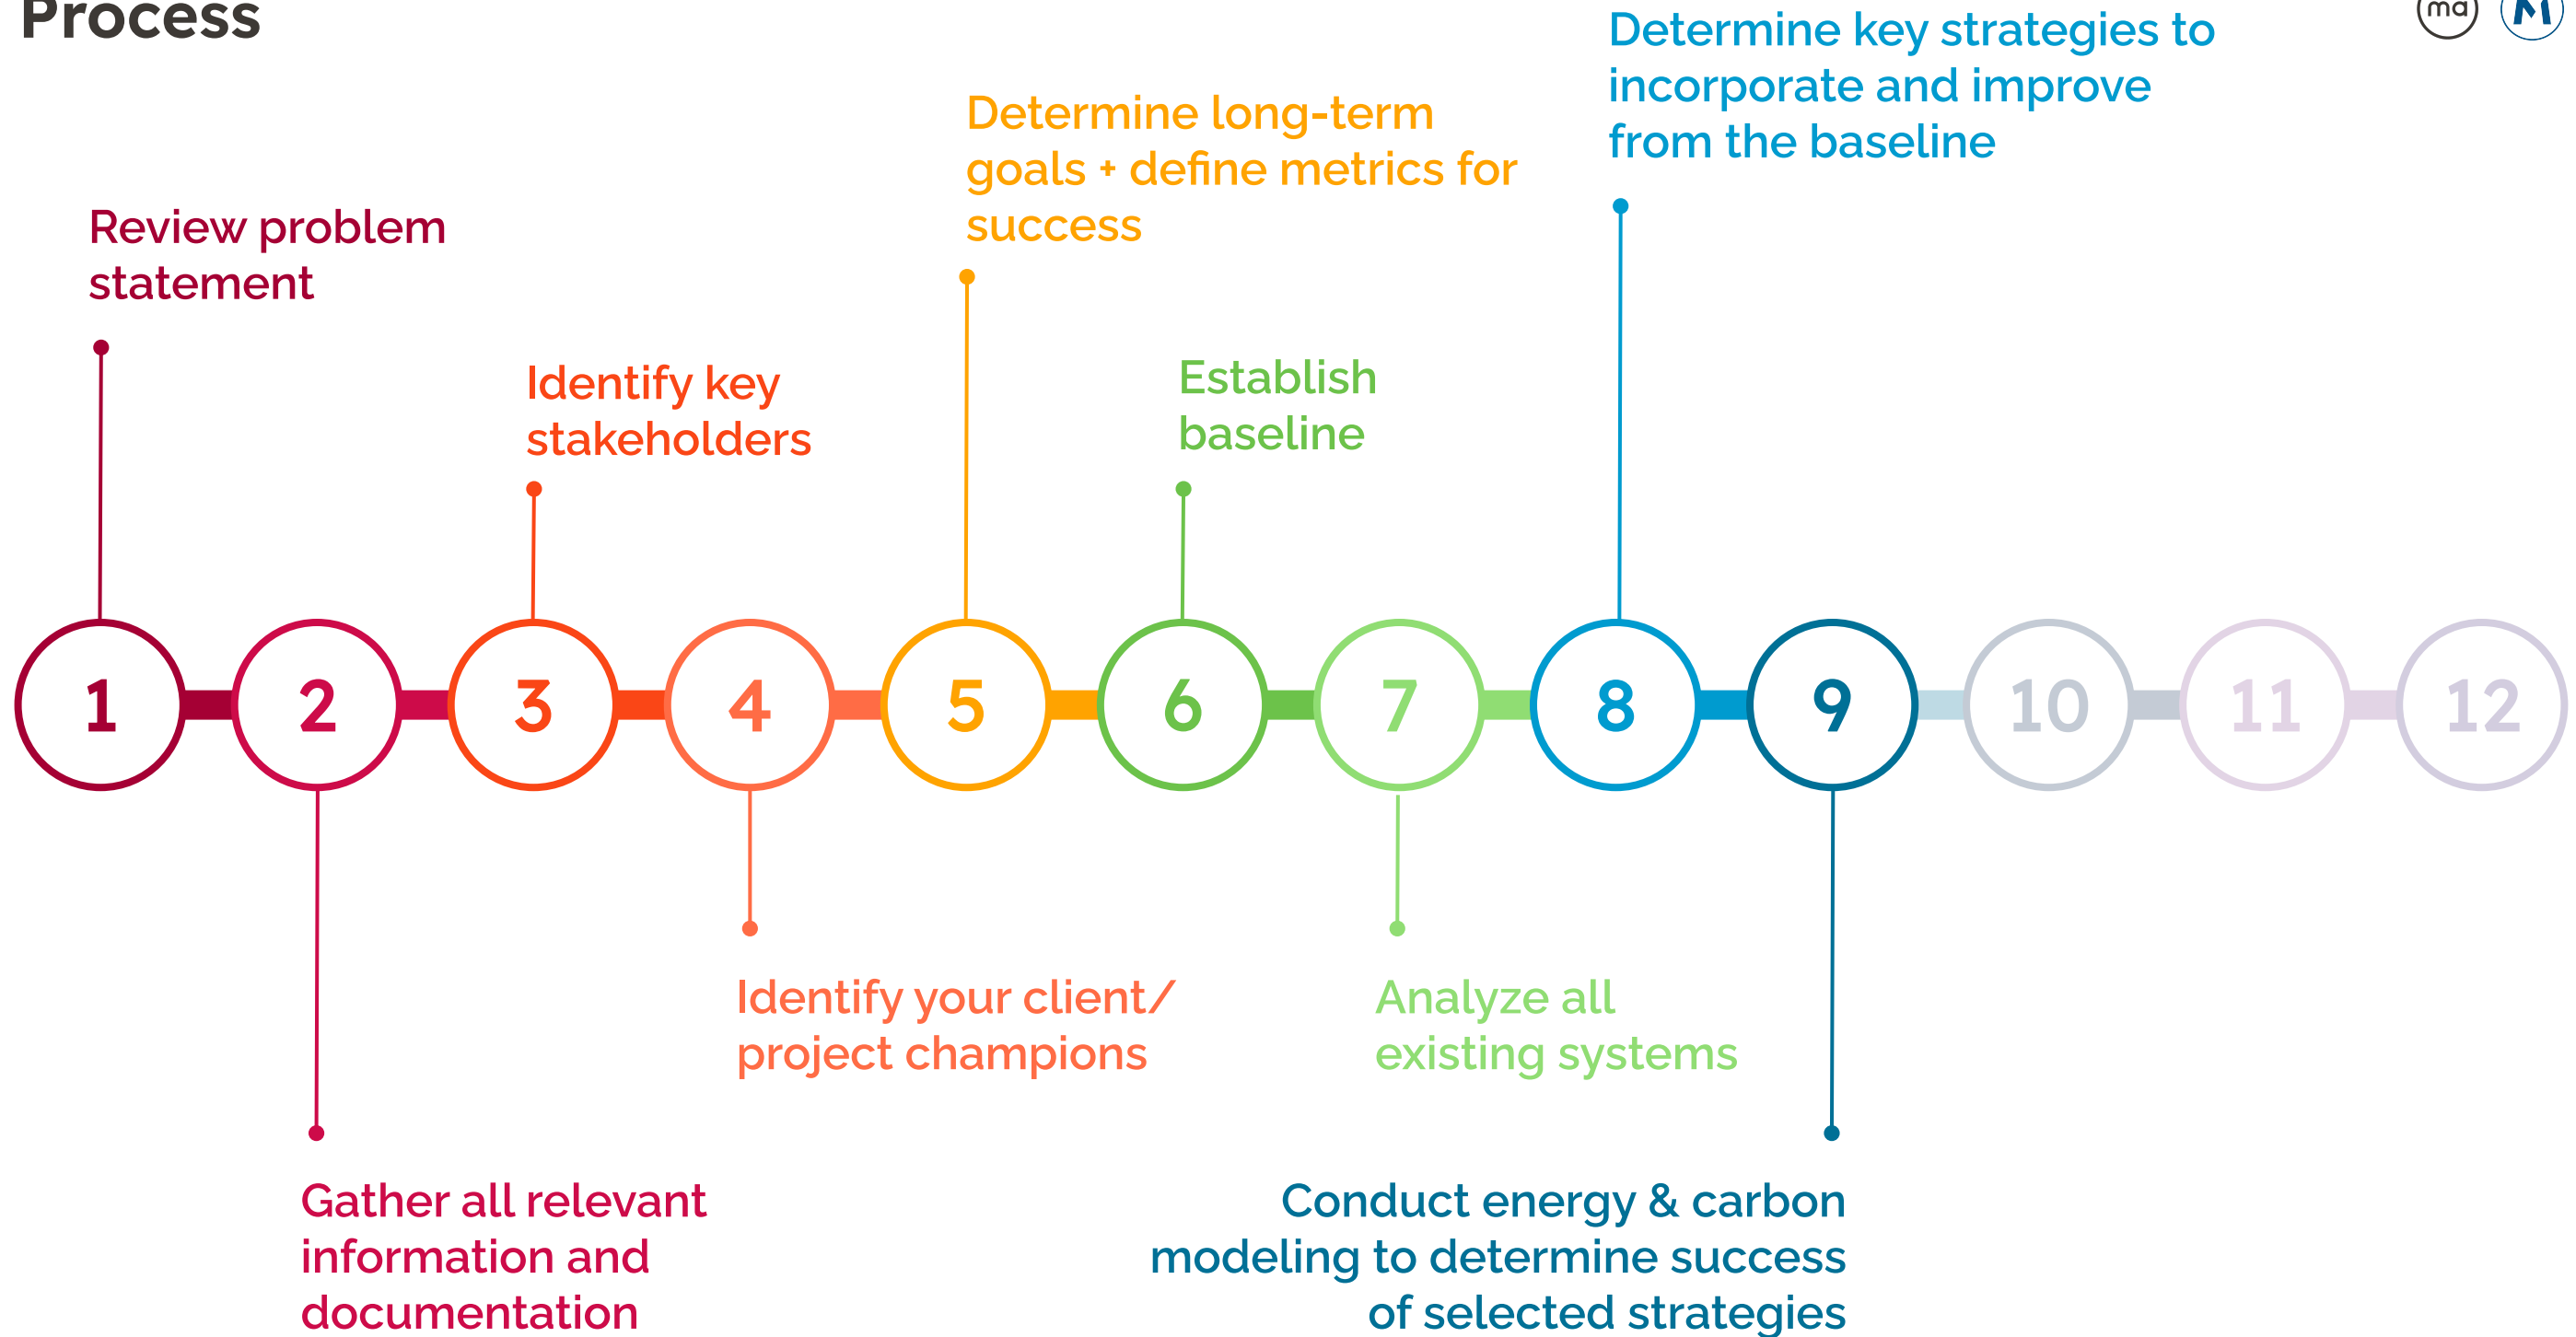 Process
ma
M
Determine key strategies to
incorporate and improve
from the baseline
Determine long-term
goals + define metrics for
success
Review problem
statement
Identify key
stakeholders
Establish
baseline
1
2
3
4
5
6
7
8
9
10
11
12
Identify your client/
project champions
Analyze all
existing systems
Gather all relevant
information and
documentation
Conduct energy & carbon
modeling to determine success
of selected strategies